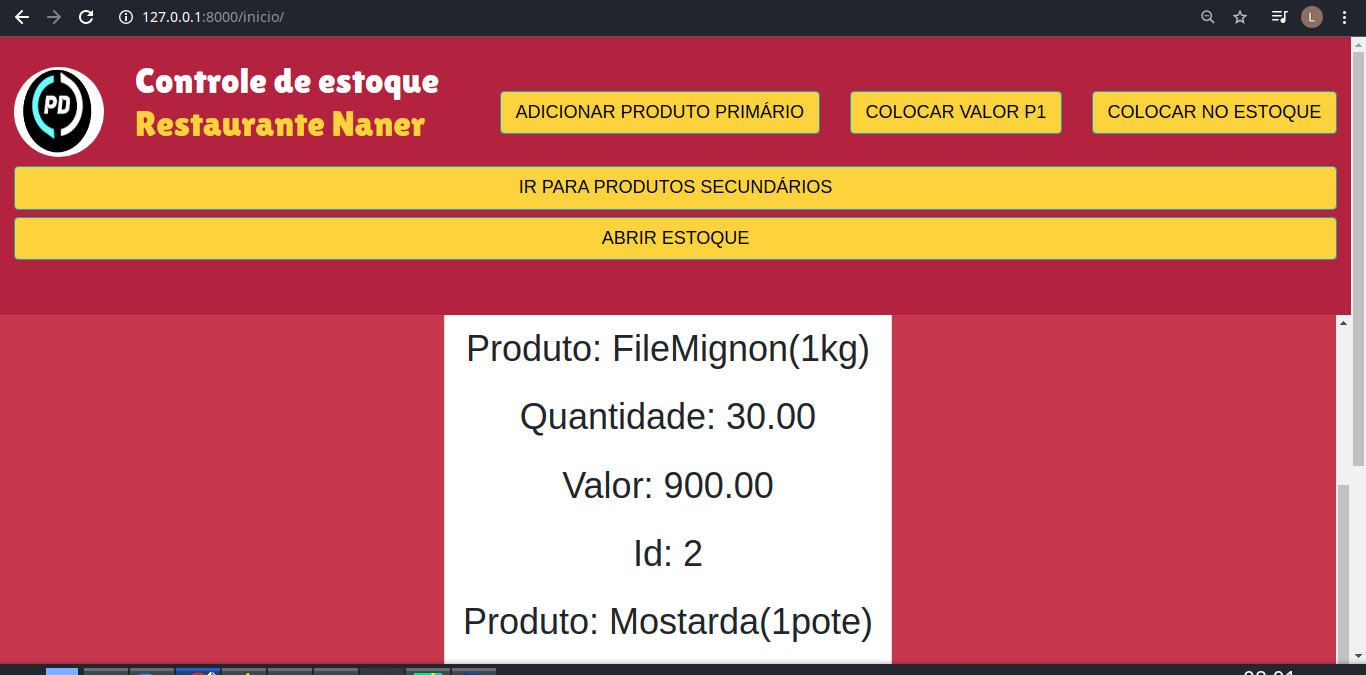 127.0.0.1:8000/inicio/
L
PD
Controle de estoque
Restaurante Naner
ADICIONAR PRODUTO PRIMÁRIO
COLOCAR VALOR P1
COLOCAR NO ESTOQUE
IR PARA PRODUTOS SECUNDÁRIOS
ABRIR ESTOQUE
Produto: FileMignon(1kg)
Quantidade: 30.00
Valor: 900.00
Id: 2
Produto: Mostarda(1pote)